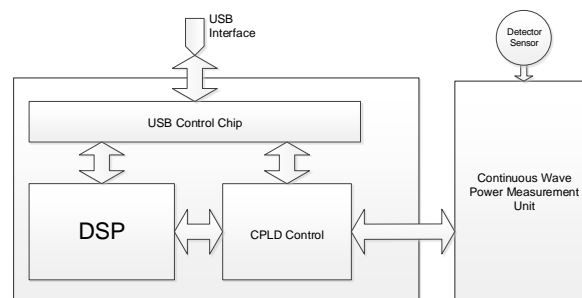 USB
Interface
Detector
Sensor
USB Control Chip
DSP
CPLD Control
Continuous Wave
Power Measurement
Unit